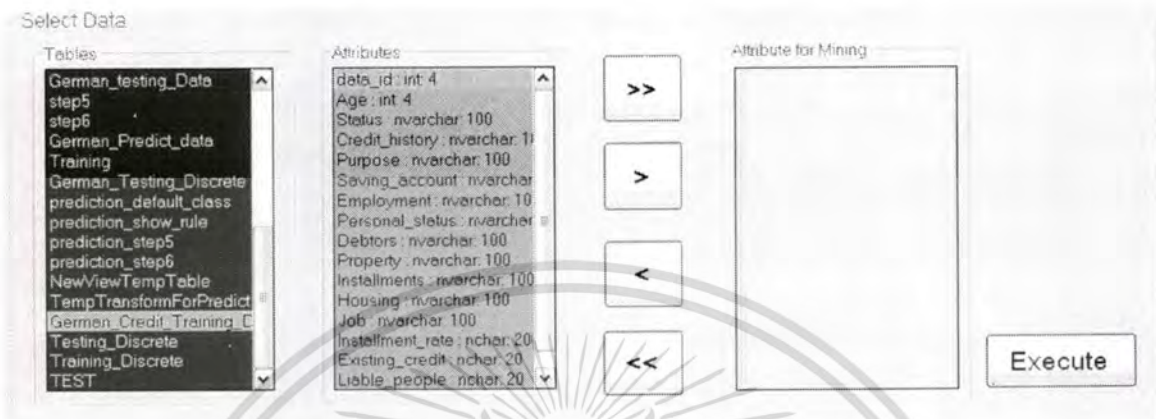 Select Data
Tables
German_testing_Data
step5
step6
German_Predict_data
Training
German_Testing_Discrete
prediction_default_class
prediction_show_rule
prediction_step5
prediction_step6
NewViewTempTable
TempTransformForPredict
German_Credit_Training_D
Testing_Discrete
Training_Discrete
TEST
Attributes
data_id : int: 4
Age : int: 4
Status : nvarchar: 100
Credit_history : nvarchar: 10
Purpose : nvarchar: 100
Saving_account : nvarchar
Employment : nvarchar: 10
Personal_status : nvarchar
Debtors : nvarchar: 100
Property : nvarchar: 100
Installments : nvarchar: 100
Housing : nvarchar: 100
Job : nvarchar: 100
Installment_rate : nchar: 20
Existing_credit : nchar: 20
Liable_people : nchar: 20
>>
>
<
<<
Attribute for Mining
Execute